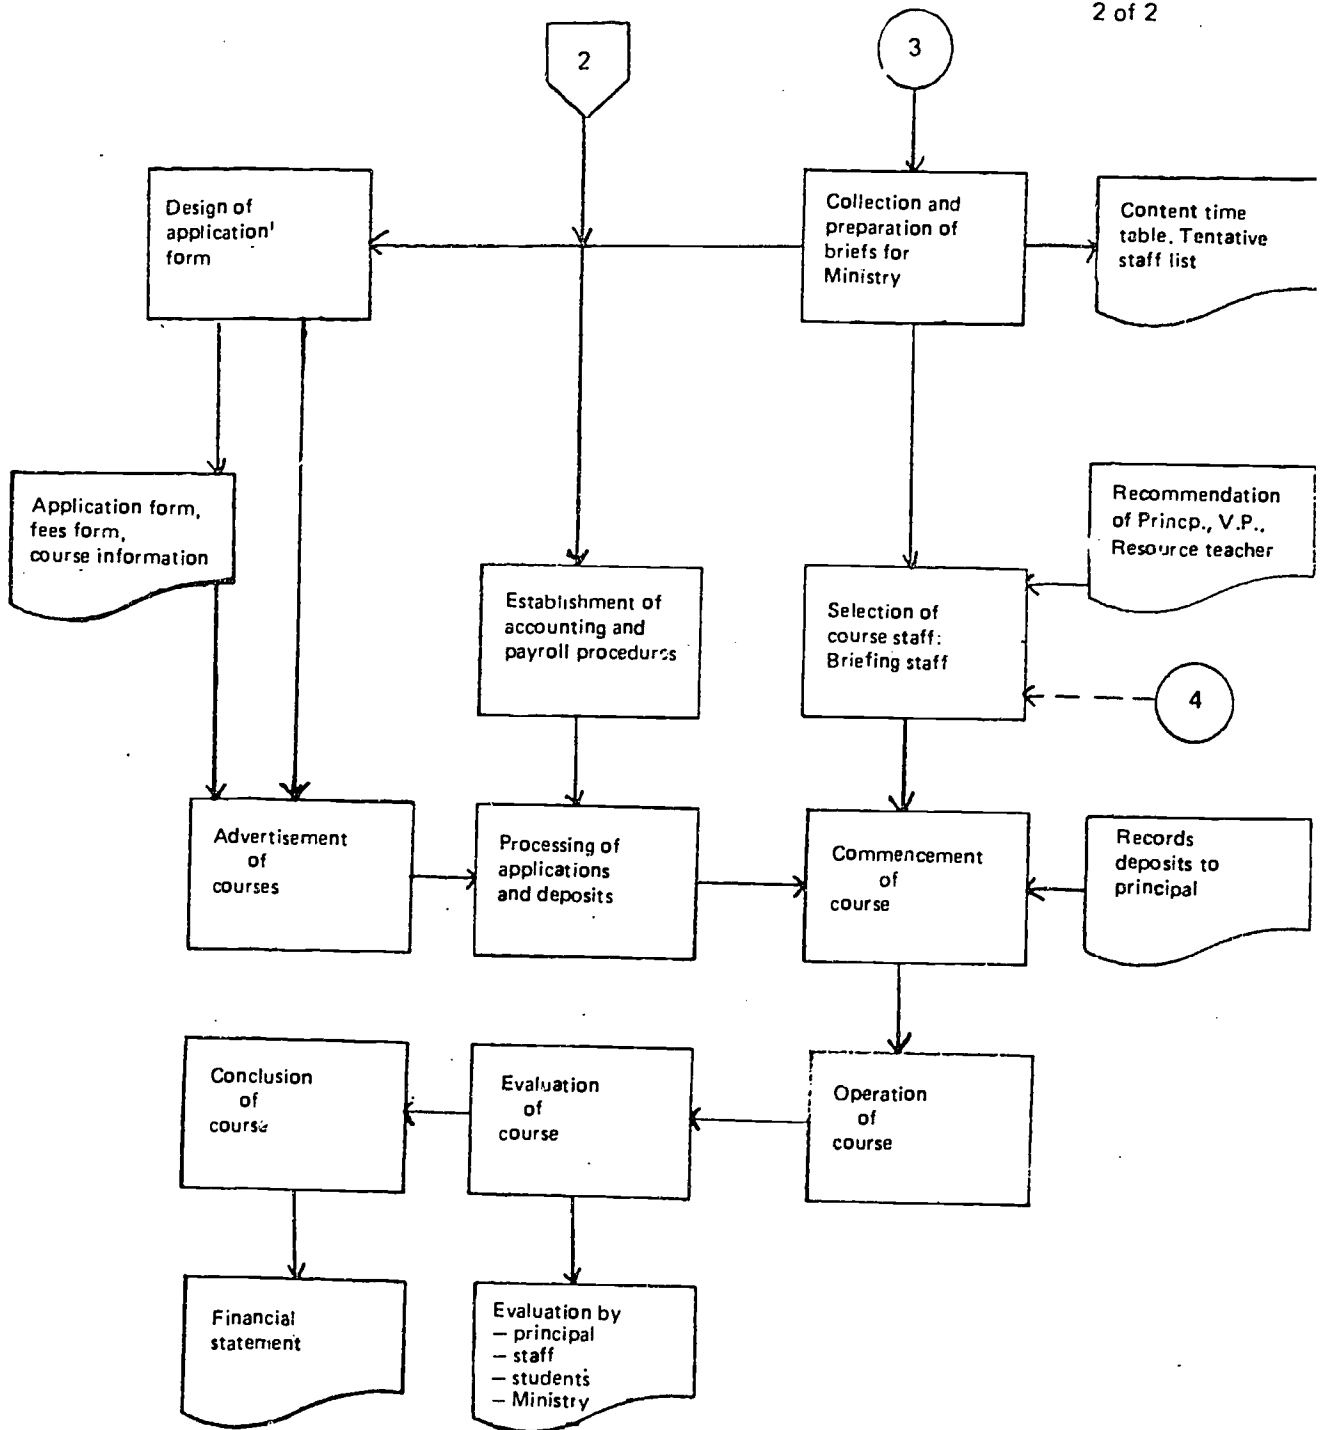 2 of 2
2
3
Design of
application'
form
Collection and
preparation of
briefs for
Ministry
Content time
table. Tentative
staff list
Application form,
fees form,
course information
Establishment of
accounting and
payroll procedures
Selection of
course staff:
Briefing staff
Recommendation
of Princp., V.P.,
Resource teacher
4
Advertisement
of
courses
Processing of
applications
and deposits
Commencement
of
course
Records
deposits to
principal
Conclusion
of
course
Evaluation
of
course
Operation
of
course
Financial
statement
Evaluation by
— principal
— staff
— students
— Ministry